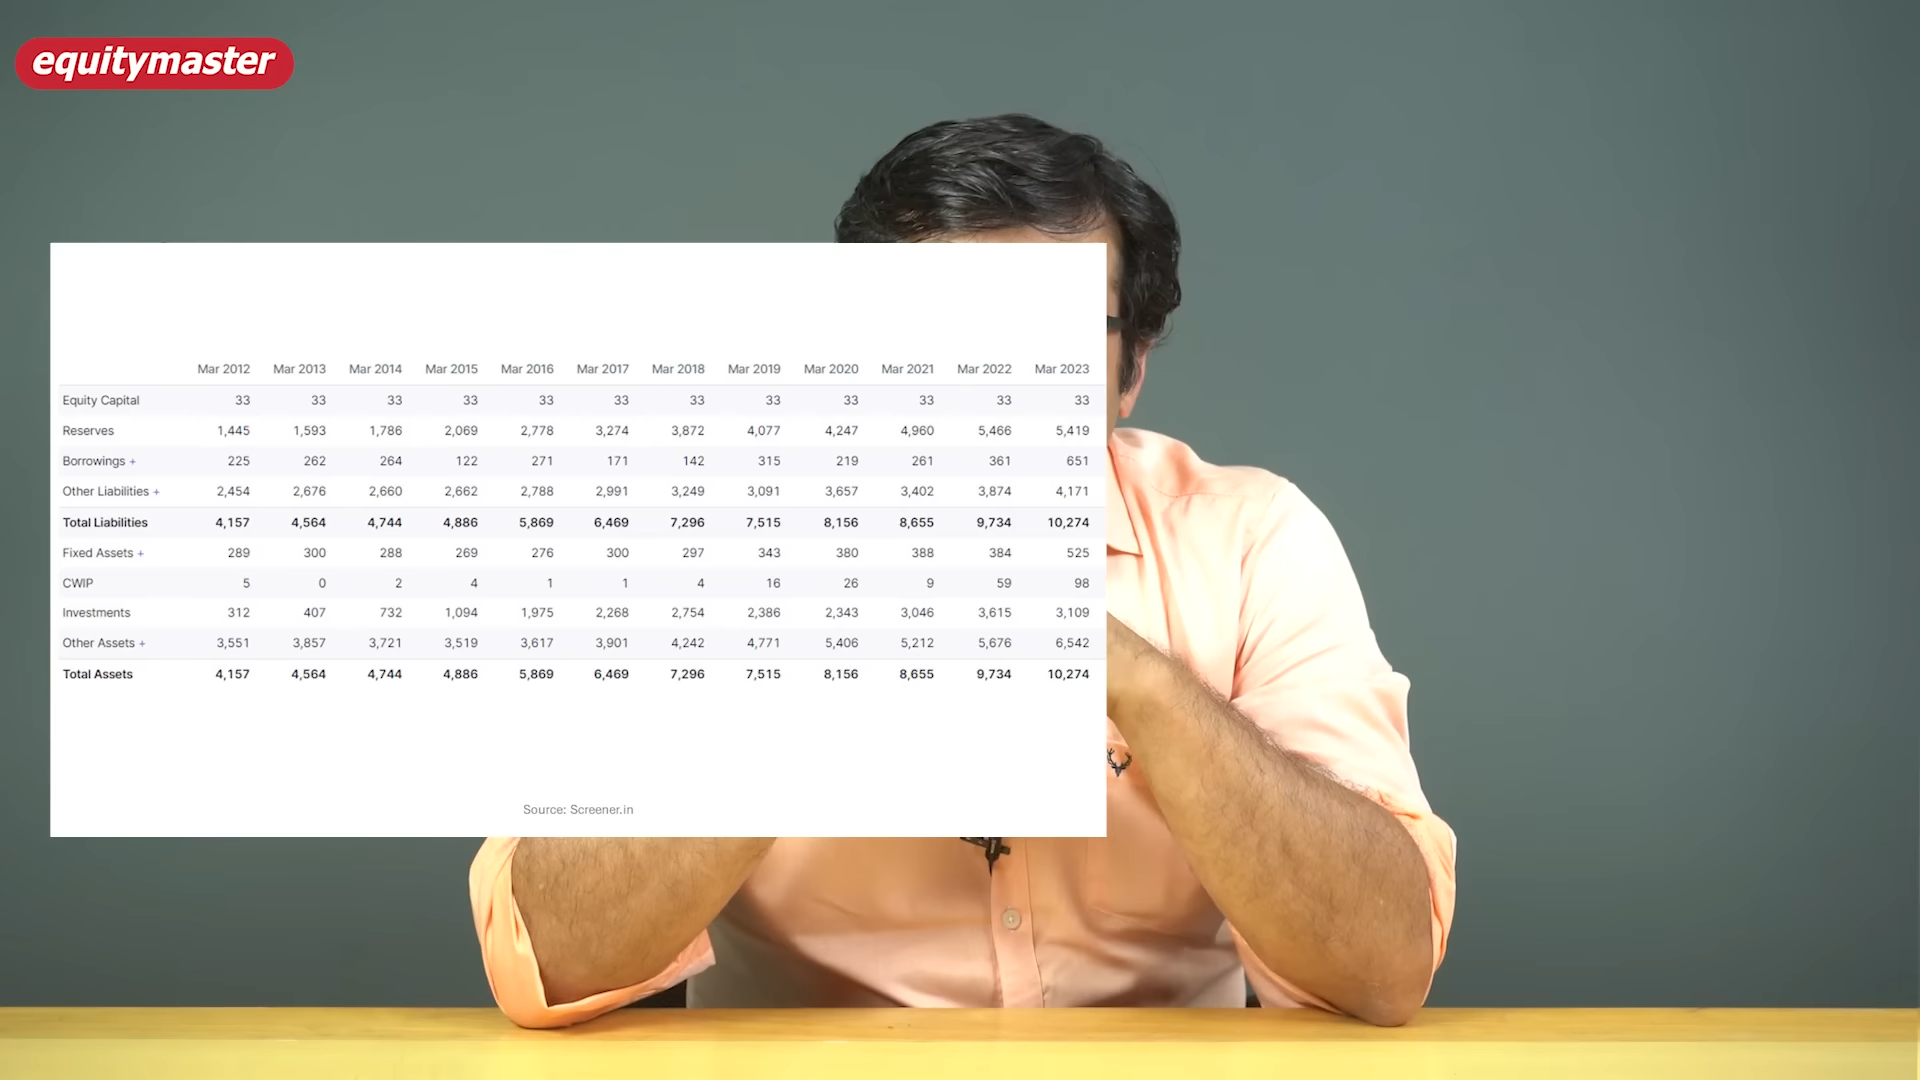 equitymaster
Mar 2012 Mar 2013 Mar 2014 Mar 2015 Mar 2016 Mar 2017 Mar 2018 Mar 2019 Mar 2020 Mar 2021 Mar 2022 Mar 2023
Equity Capital 33 33 33 33 33 33 33 33 33 33 33 33
Reserves 1,445 1,593 1,786 2,069 2,778 3,274 3,872 4,077 4,247 4,960 5,466 5,419
Borrowings + 225 262 264 122 271 171 142 315 219 261 361 651
Other Liabilities + 2,454 2,676 2,660 2,662 2,788 2,991 3,249 3,091 3,657 3,402 3,874 4,171
Total Liabilities 4,157 4,564 4,744 4,886 5,869 6,469 7,296 7,515 8,156 8,655 9,734 10,274
Fixed Assets + 289 300 288 269 276 300 297 343 380 388 384 525
CWIP 5 0 2 4 1 1 4 16 26 9 59 98
Investments 312 407 732 1,094 1,975 2,268 2,754 2,386 2,343 3,046 3,615 3,109
Other Assets + 3,551 3,857 3,721 3,519 3,617 3,901 4,242 4,771 5,406 5,212 5,676 6,542
Total Assets 4,157 4,564 4,744 4,886 5,869 6,469 7,296 7,515 8,156 8,655 9,734 10,274
Source: Screener.in